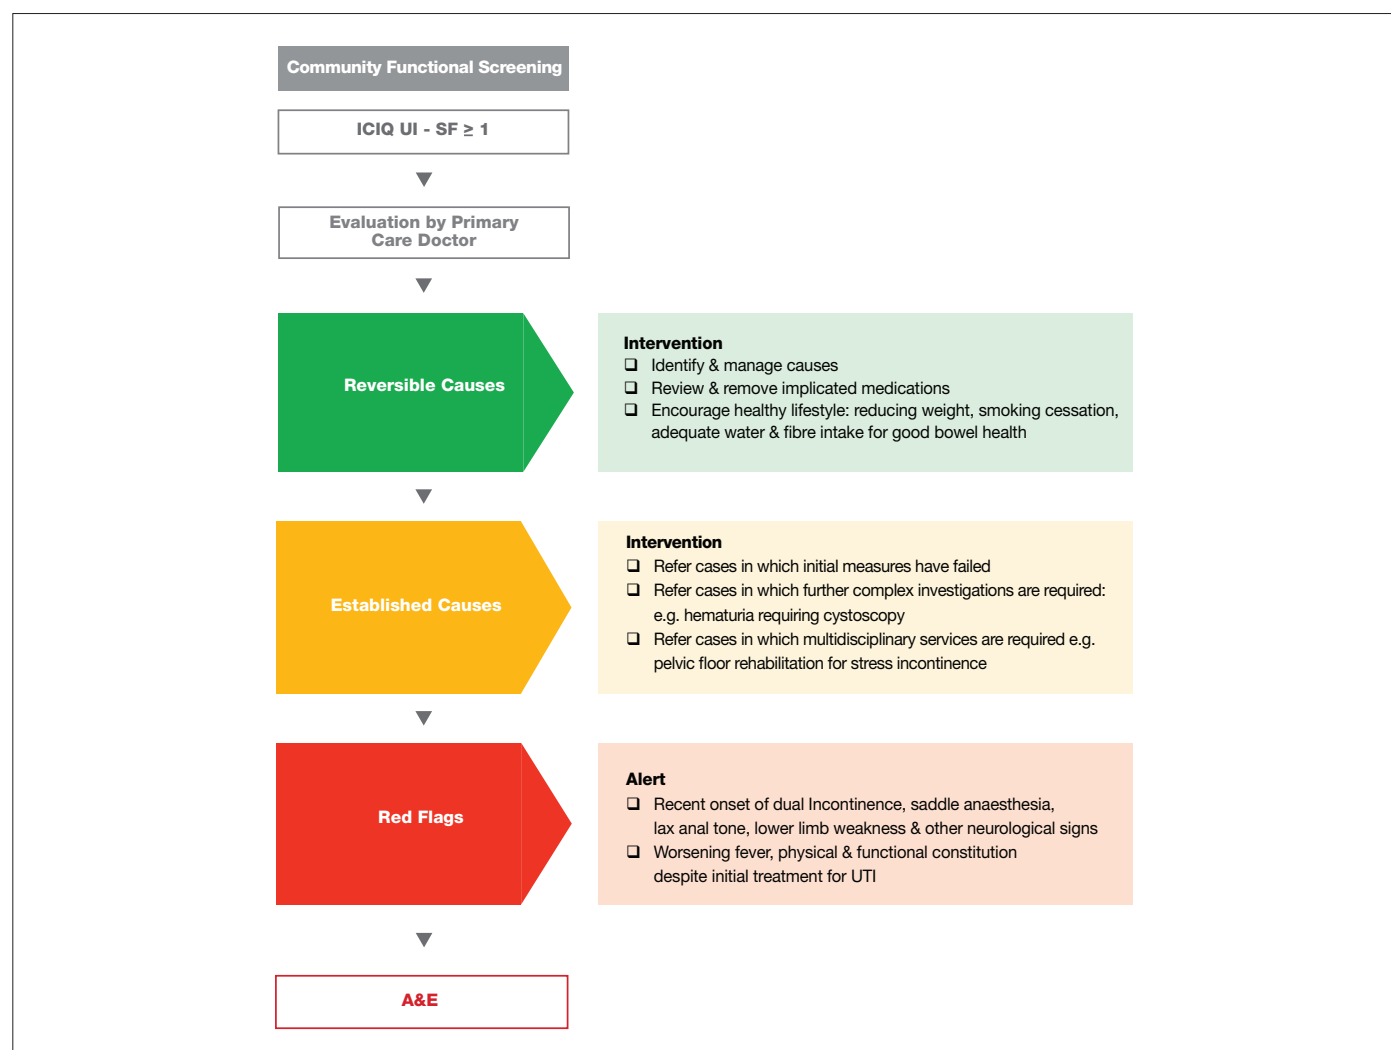 Community Functional Screening
ICIQ UI - SF ≥ 1
Evaluation by Primary
Care Doctor
Reversible Causes
Intervention
❑ Identify & manage causes
❑ Review & remove implicated medications
❑ Encourage healthy lifestyle: reducing weight, smoking cessation,
adequate water & fibre intake for good bowel health
Established Causes
Intervention
❑ Refer cases in which initial measures have failed
❑ Refer cases in which further complex investigations are required:
e.g. hematuria requiring cystoscopy
❑ Refer cases in which multidisciplinary services are required e.g.
pelvic floor rehabilitation for stress incontinence
Red Flags
Alert
❑ Recent onset of dual Incontinence, saddle anaesthesia,
lax anal tone, lower limb weakness & other neurological signs
❑ Worsening fever, physical & functional constitution
despite initial treatment for UTI
A&E